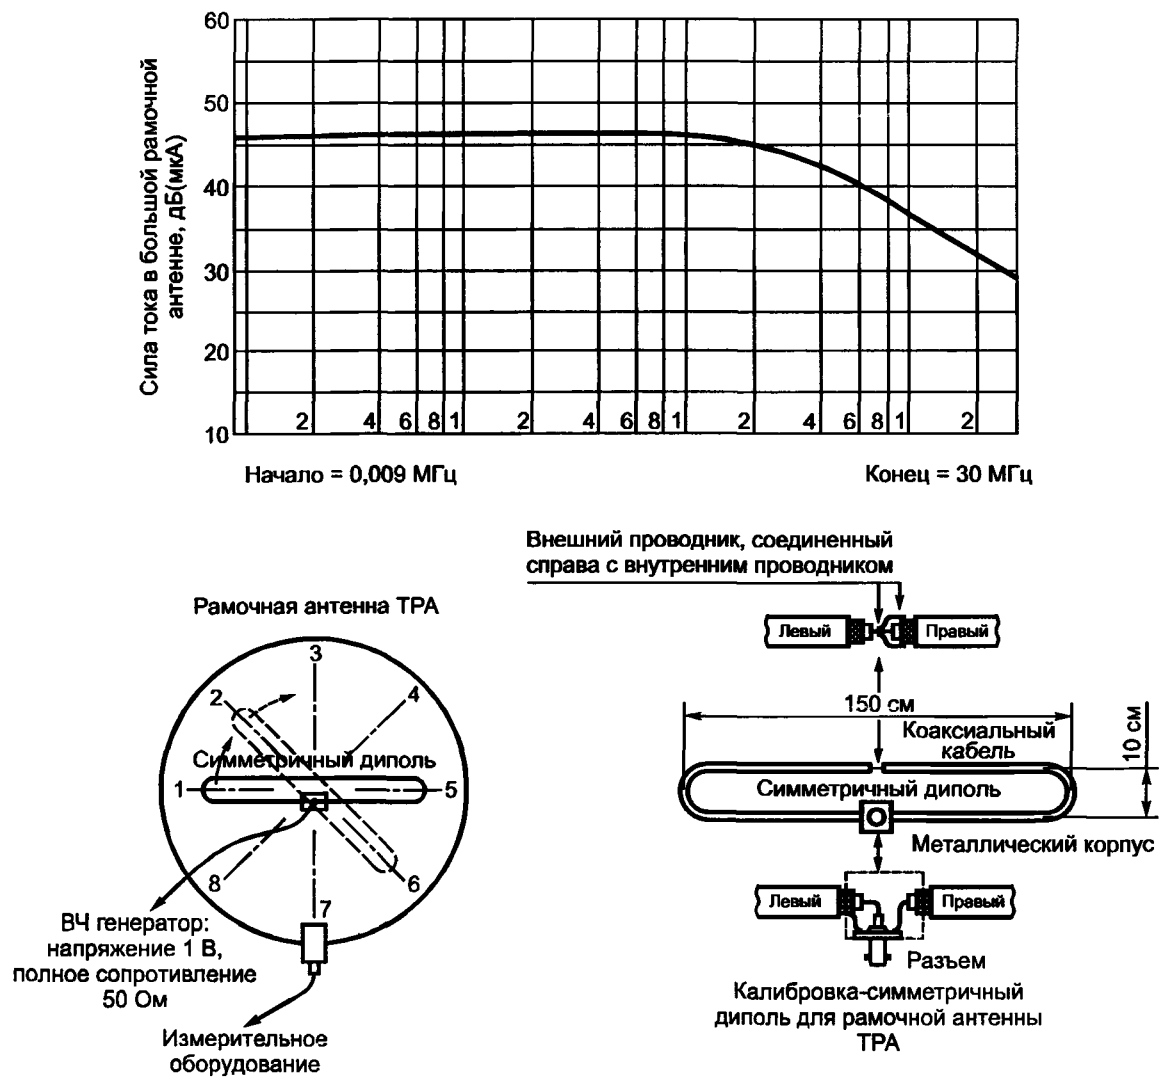 Сила тока в большой рамочной
антенне, дБ(мкА)
60
50
40
30
20
10
2 4 6 8 1 2 4 6 8 1 2 4 6 8 1 2
Начало = 0,009 МГц
Конец = 30 МГц
Внешний проводник, соединенный
справа с внутренним проводником
Левый
Правый
Рамочная антенна ТРА
3
2
4
Симметричный диполь
1
5
8
6
7
ВЧ генератор:
напряжение 1 В,
полное сопротивление
50 Ом
Измерительное
оборудование
150 см
Коаксиальный
кабель
10 см
Симметричный диполь
Металлический корпус
Левый
Правый
Разъем
Калибровка-симметричный
диполь для рамочной антенны
ТРА